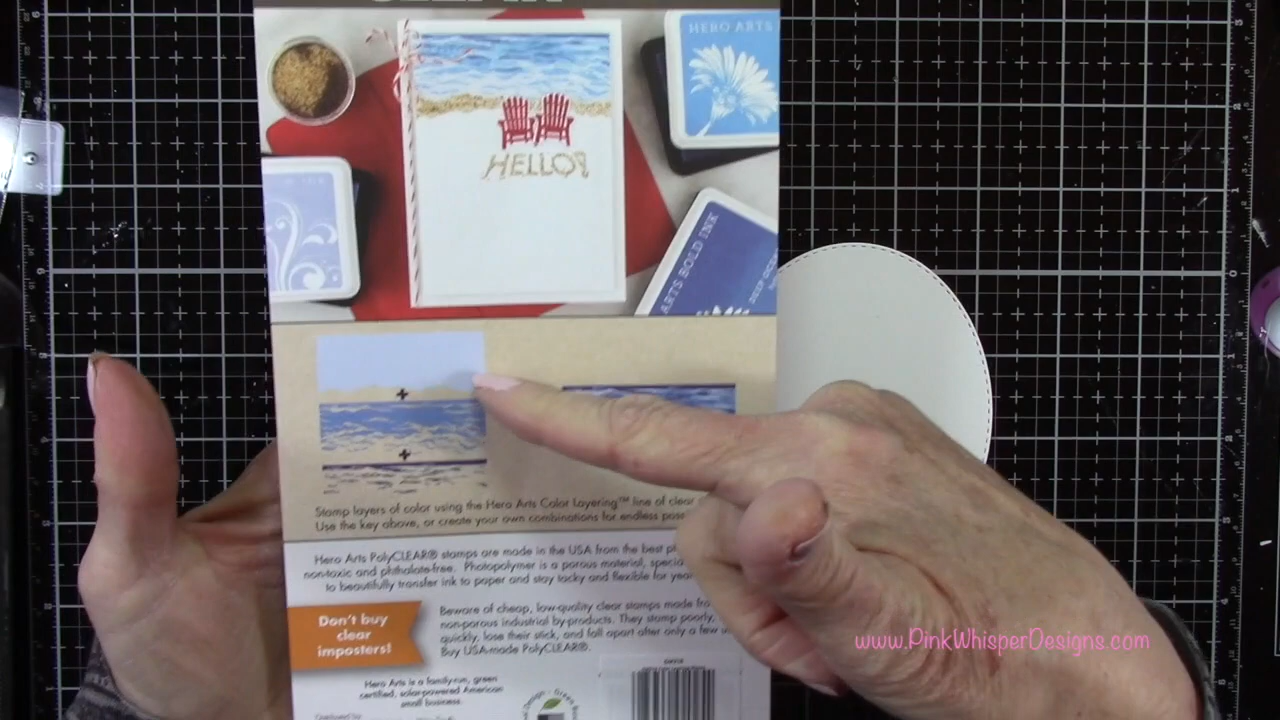 HERO ARTS
HELLO!
ARTS BOLD INK
Stamp layers of color using the Hero Arts Color Layering™ line of clear
Use the key above, or create your own combinations for endless
Hero Arts PolyCLEAR® stamps are made in the USA from the best
non-toxic and phthalate-free. Photopolymer is a porous material,
to beautifully transfer ink to paper and stay tacky and flexible for
Don't buy
clear
imposters!
Beware of cheap, low-quality clear stamps made
non-porous industrial by-products. They stamp poorly,
quickly, lose their stick, and fall apart after only a few
Buy USA-made PolyCLEAR®.
Hero Arts is a family-run, green
certified, solar-powered American
small business.
www.PinkWhisperDesigns.com